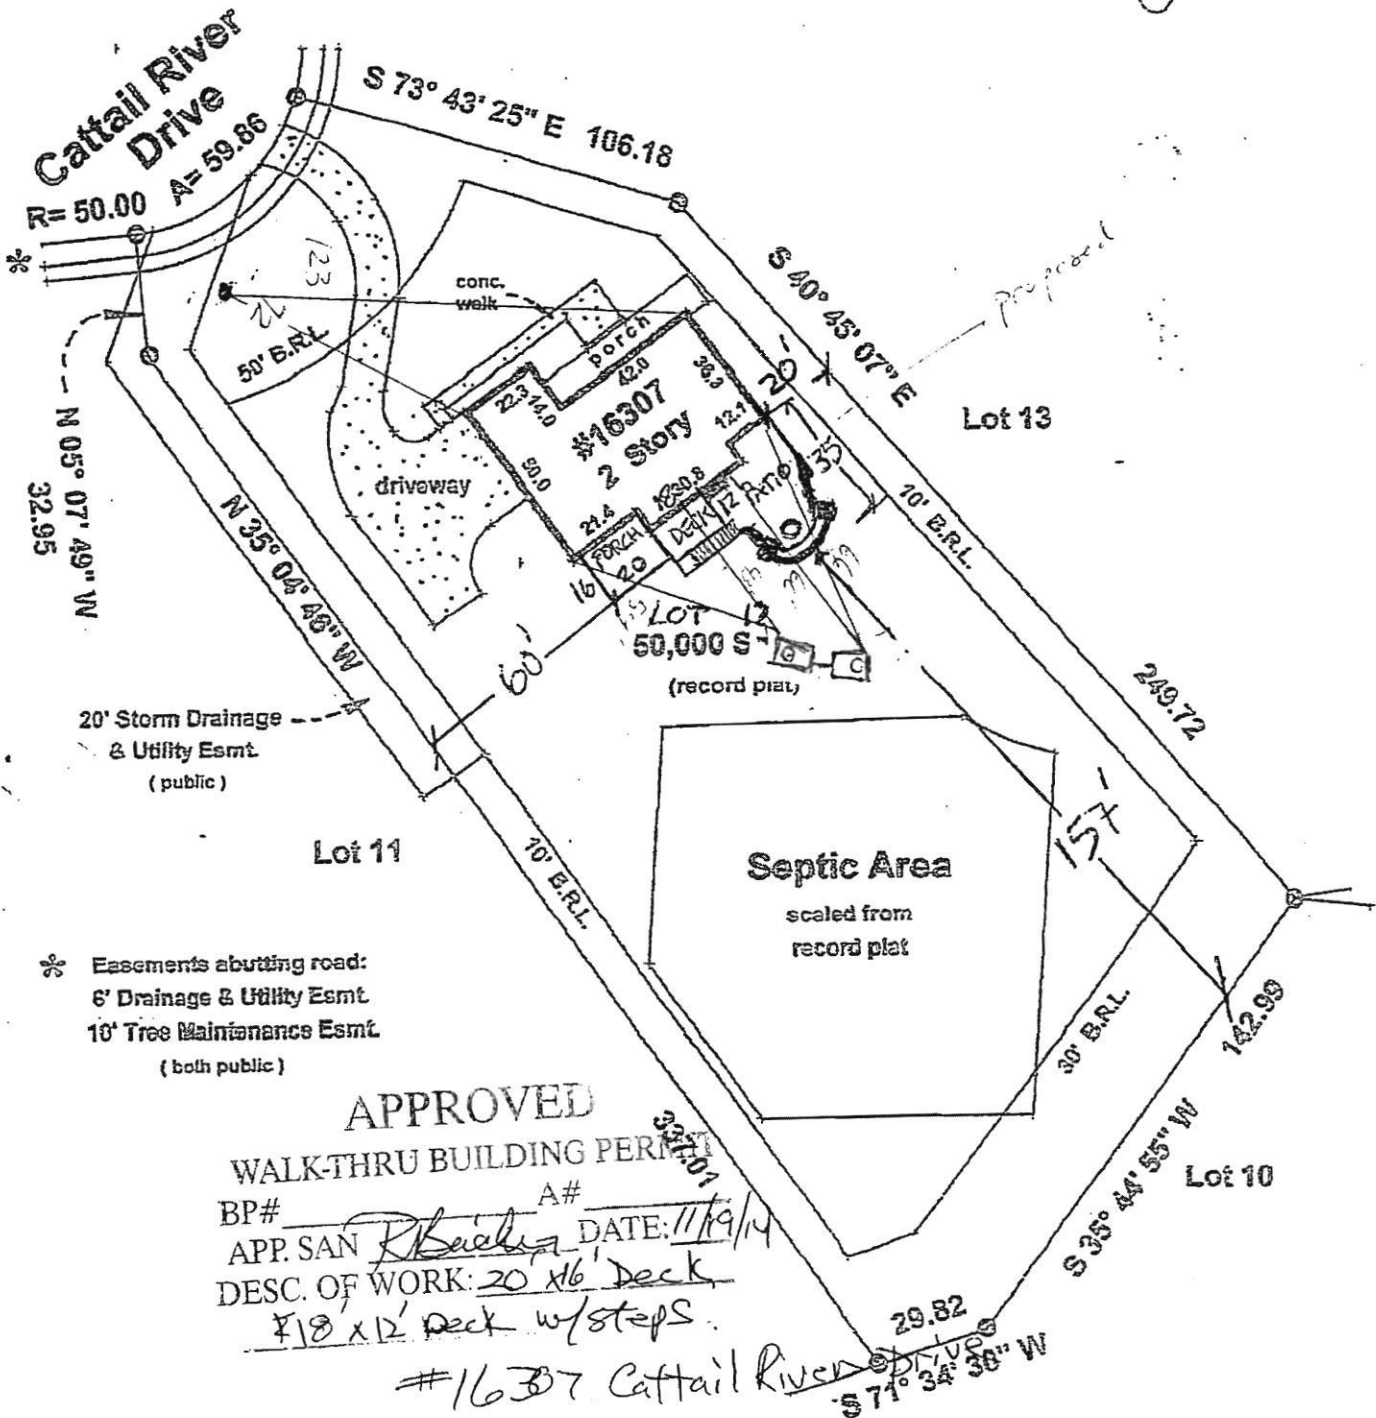 Cattail River
Drive
R= 50.00 A= 59.86
S 73° 43' 25" E 106.18
S 40° 45' 07" E
proposed
Lot 13
123
72
50' B.R.L.
conc.
walk
porch
22.3
14.0
42.0
36.3
20'
#16307
2 Story
12.1
35
50.0
driveway
21.4
18
30.8
PORCH
20
16
DECK
12
PATIO
10' B.R.L.
N 05° 07' 49" W
32.95
N 35° 04' 46" W
LOT 12
50,000 S
(record plat)
60'
20' Storm Drainage
& Utility Esmt.
( public )
249.72
Lot 11
10' B.R.L.
Septic Area
scaled from
record plat
157'
* Easements abutting road:
6' Drainage & Utility Esmt.
10' Tree Maintenance Esmt.
( both public )
30' B.R.L.
142.99
S 35° 44' 55" W
Lot 10
337.01
APPROVED
WALK-THRU BUILDING PERMIT
BP# A#
APP. SAN DATE: 11/19/14
DESC. OF WORK: 20' x16' Deck
18' x 12' Deck w/steps.
#16307 Cattail River Drive
29.82
S 71° 34' 38" W